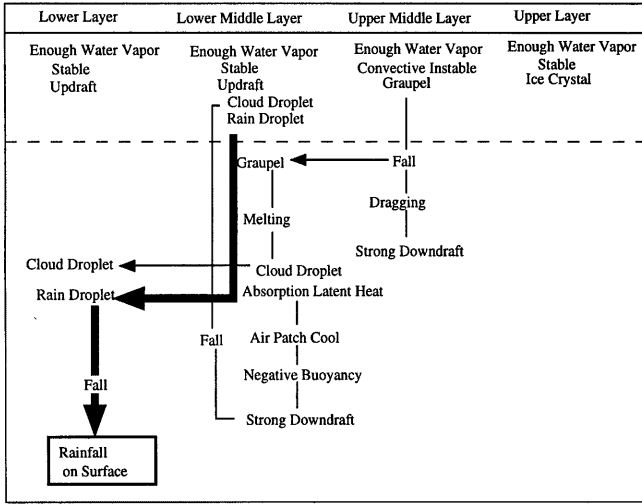 Lower Layer
Lower Middle Layer
Upper Middle Layer
Upper Layer
Enough Water Vapor
Stable
Updraft
Enough Water Vapor
Stable
Updraft
Cloud Droplet
Rain Droplet
Enough Water Vapor
Convective Instable
Graupel
Enough Water Vapor
Stable
Ice Crystal
Graupel
Fall
Melting
Dragging
Strong Downdraft
Cloud Droplet
Cloud Droplet
Rain Droplet
Absorption Latent Heat
Fall
Air Patch Cool
Fall
Negative Buoyancy
Strong Downdraft
Rainfall
on Surface